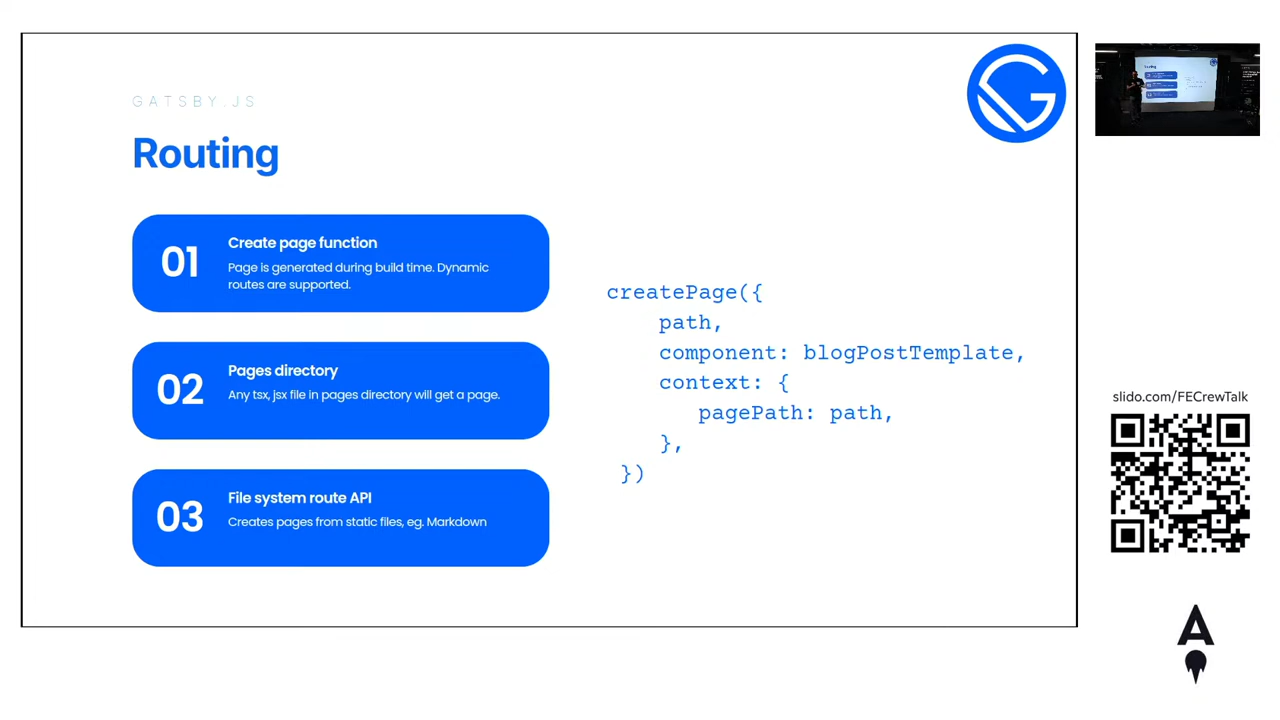 GATSBY.JS
Routing
01
Create page function
Page is generated during build time. Dynamic
routes are supported.
02
Pages directory
Any tsx, jsx file in pages directory will get a page.
03
File system route API
Creates pages from static files, eg. Markdown
createPage({
path,
component: blogPostTemplate,
context: {
pagePath: path,
},
})
Routing
slido.com/FECrewTalk